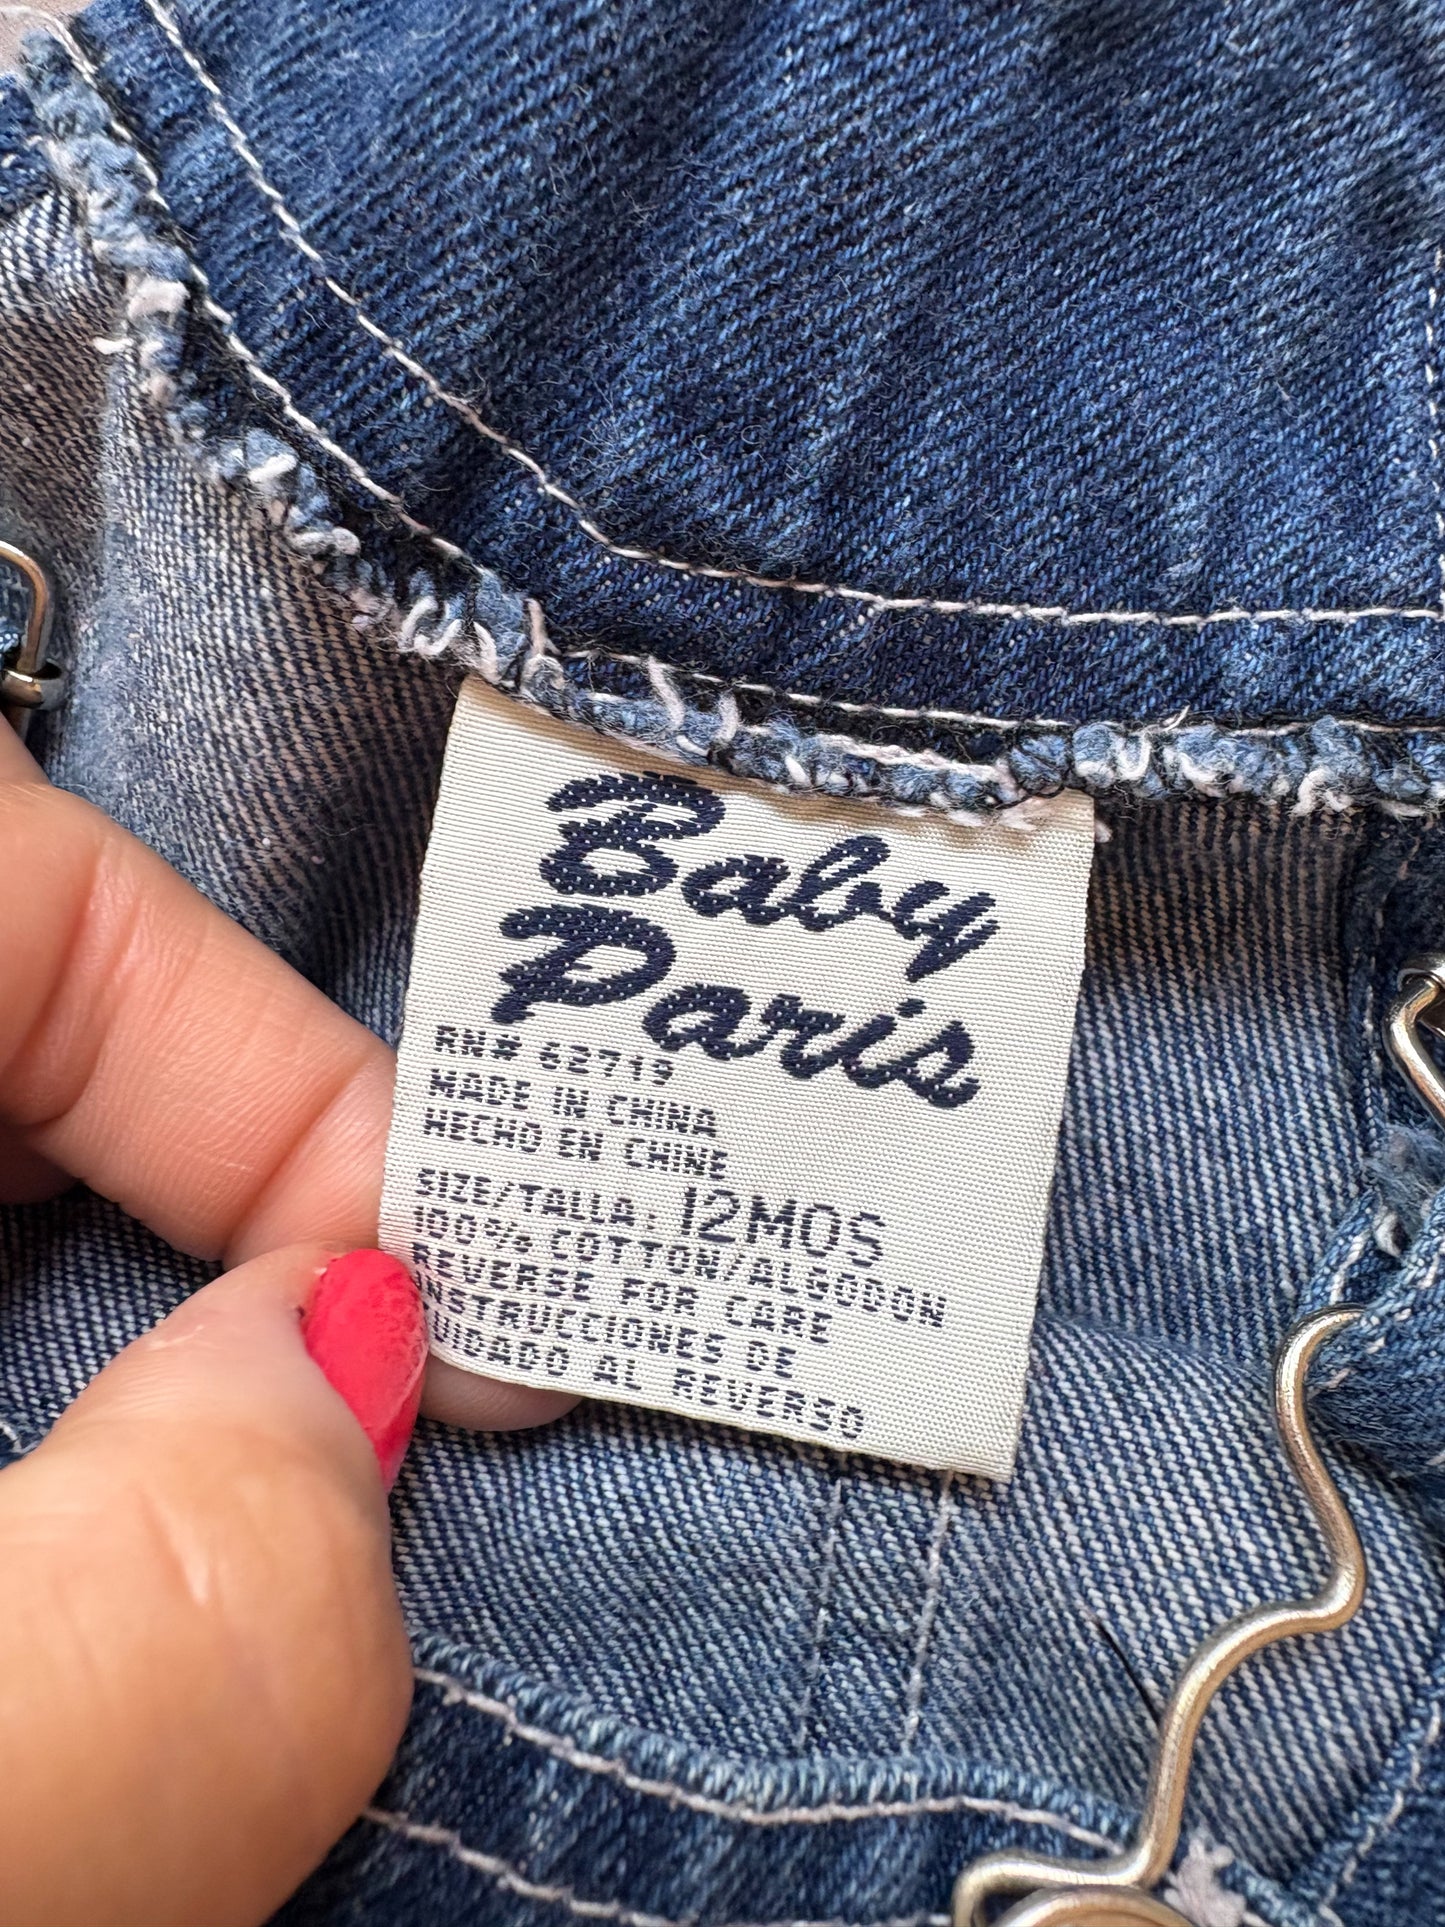 Baby
Paris
RN# 62719
MADE IN CHINA
HECHO EN CHINE
SIZE/TALLA: 12MOS
100% COTTON/ALGODON
REVERSE FOR CARE
INSTRUCCIONES DE
CUIDADO AL REVERSO